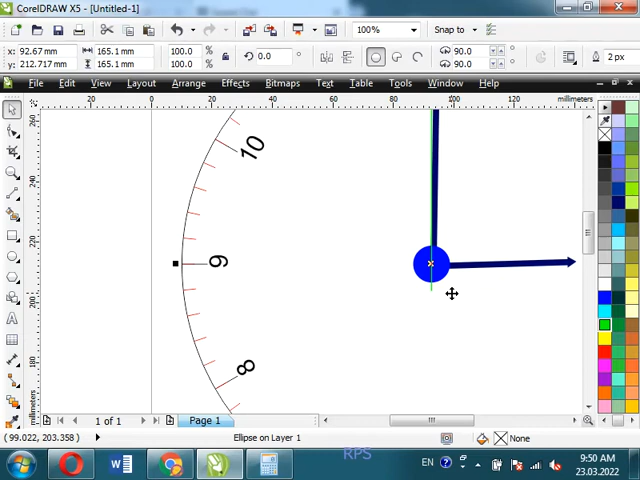 CorelDRAW X5 - [Untitled-1]
100% Snap to
x: 92.67 mm 165.1 mm 100.0 0.0 90.0 2 px
y: 212.717 mm 165.1 mm 100.0 % 90.0
File Edit View Layout Arrange Effects Bitmaps Text Table Tools Window Help
20 0 20 40 60 80 100 120 millimeters
260
240
220
200
180
millimeters
10
9
8
1 of 1 Page 1
(99.022, 203.358) Ellipse on Layer 1 None
RPS
EN 9:50 AM
23.03.2022